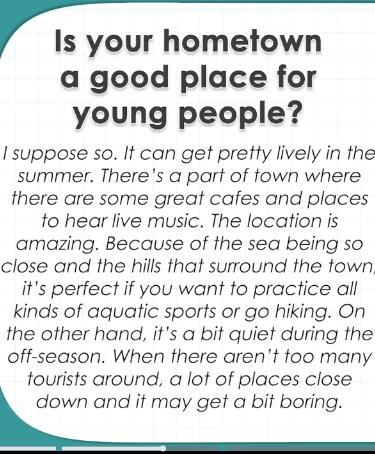 Is your hometown
a good place for
young people?
I suppose so. It can get pretty lively in the
summer. There's a part of town where
there are some great cafes and places
to hear live music. The location is
amazing. Because of the sea being so
close and the hills that surround the town,
it's perfect if you want to practice all
kinds of aquatic sports or go hiking. On
the other hand, it's a bit quiet during the
off-season. When there aren't too many
tourists around, a lot of places close
down and it may get a bit boring.